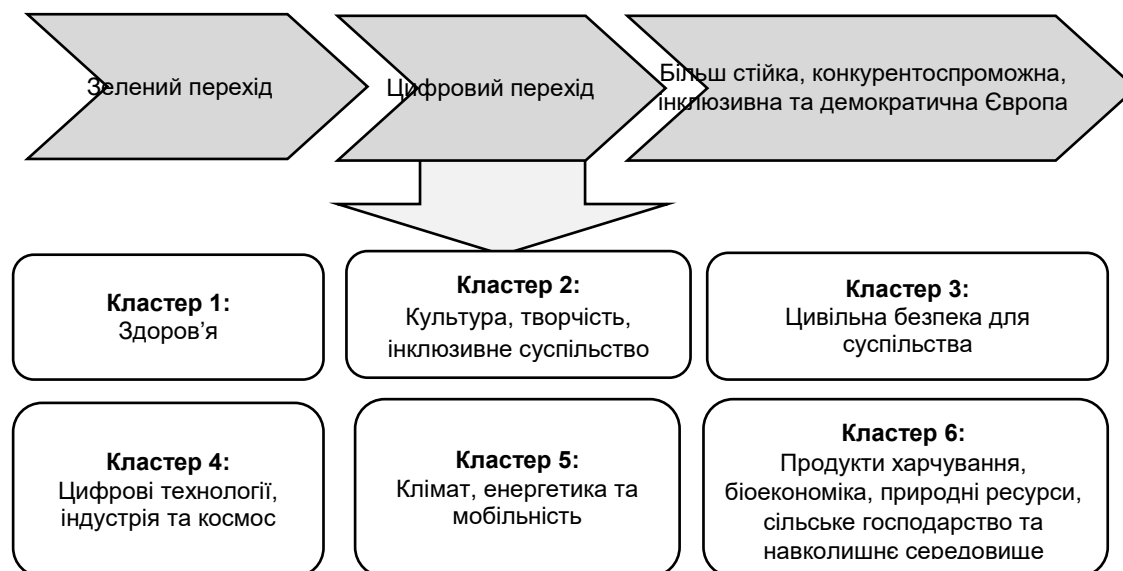 Зелений перехід
Цифровий перехід
Більш стійка, конкурентоспроможна,
інклюзивна та демократична Європа
Кластер 1:
Здоров’я
Кластер 2:
Культура, творчість,
інклюзивне суспільство
Кластер 3:
Цивільна безпека для
суспільства
Кластер 4:
Цифрові технології,
індустрія та космос
Кластер 5:
Клімат, енергетика та
мобільність
Кластер 6:
Продукти харчування,
біоекономіка, природні ресурси,
сільське господарство та
навколишнє середовище